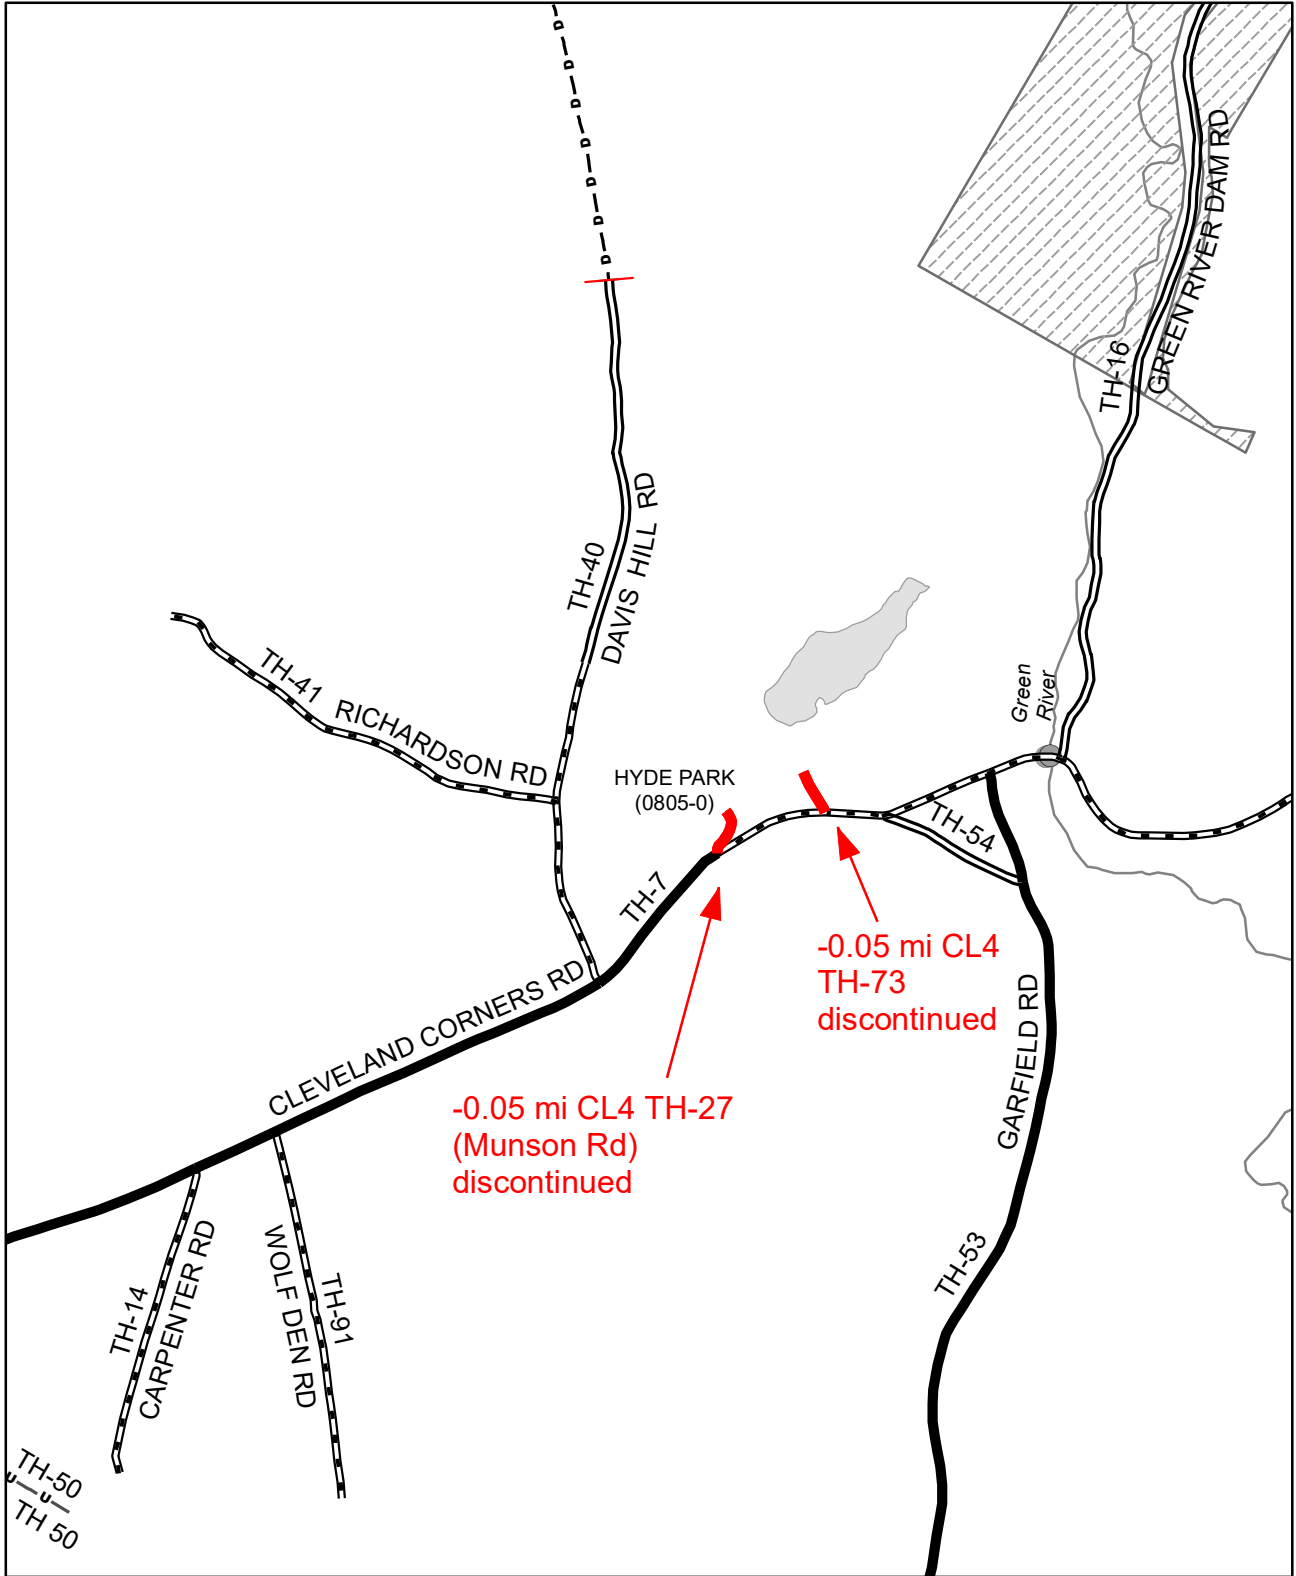 D
D
D
D
D
D
D
D
GREEN RIVER DAM RD
TH-16
DAVIS HILL RD
TH-40
TH-41
RICHARDSON RD
Green
River
HYDE PARK
(0805-0)
TH-54
TH-7
-0.05 mi CL4
TH-73
discontinued
CLEVELAND CORNERS RD
GARFIELD RD
-0.05 mi CL4 TH-27
(Munson Rd)
discontinued
TH-53
TH-14
CARPENTER RD
WOLF DEN RD
TH-91
TH-50
U
U
TH 50